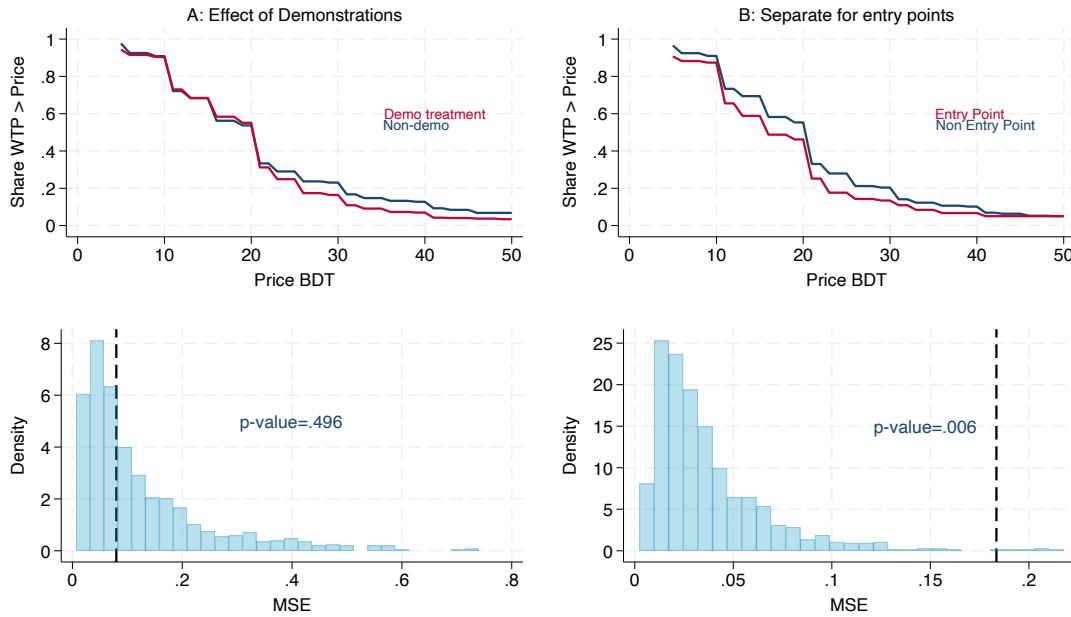 A: Effect of Demonstrations
Share WTP > Price
1
.8
.6
.4
.2
0
Demo treatment
Non-demo
0 10 20 30 40 50
Price BDT
B: Separate for entry points
Share WTP > Price
1
.8
.6
.4
.2
0
Entry Point
Non Entry Point
0 10 20 30 40 50
Price BDT
Density
8
6
4
2
0
p-value=.496
0 .2 .4 .6 .8
MSE
Density
25
20
15
10
5
0
p-value=.006
0 .05 .1 .15 .2
MSE